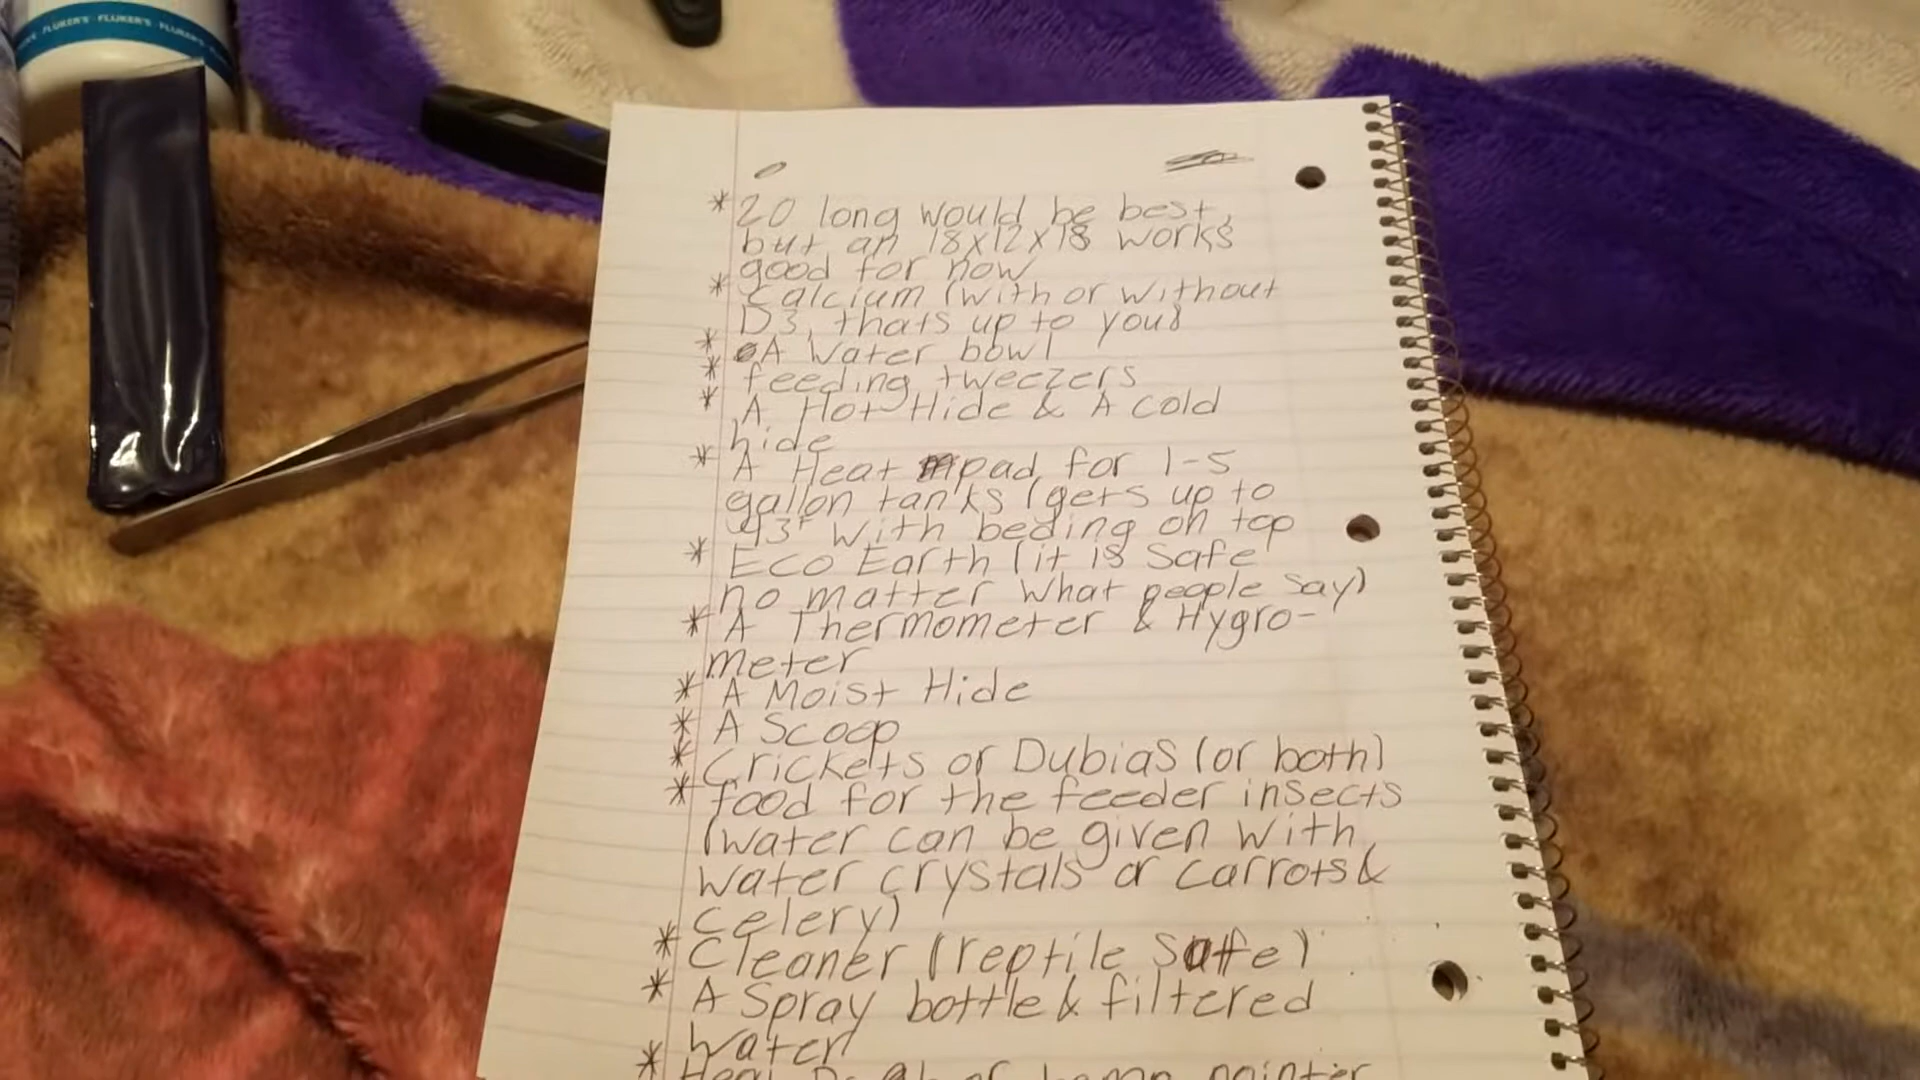 FLUKER'S · FLUKER'S · FLUKER'S
* 20 long would be best,
but an 18x12x18 works
good for now
* Calcium (with or without
D3, thats up to you)
* A Water bowl
* feeding tweezers
* A Hot Hide & A cold
hide
* A Heat pad for 1-5
gallon tanks (gets up to
93° with beding on top
* Eco Earth (it is Safe
no matter what people say)
* A Thermometer & Hygro-
meter
* A Moist Hide
* A Scoop
* Crickets or Dubias (or both)
* food for the feeder insects
(water can be given with
water crystals or carrots &
celery)
* Cleaner (reptile Safe)
* A Spray bottle & filtered
Water